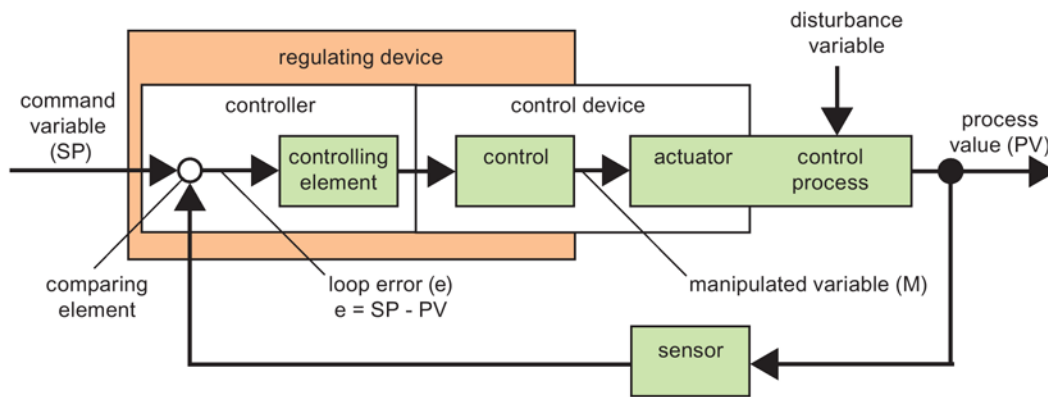 disturbance
variable
regulating device
command
variable
(SP)
controller
control device
process
value (PV)
controlling
element
control
actuator
control
process
comparing
element
loop error (e)
e = SP - PV
manipulated variable (M)
sensor